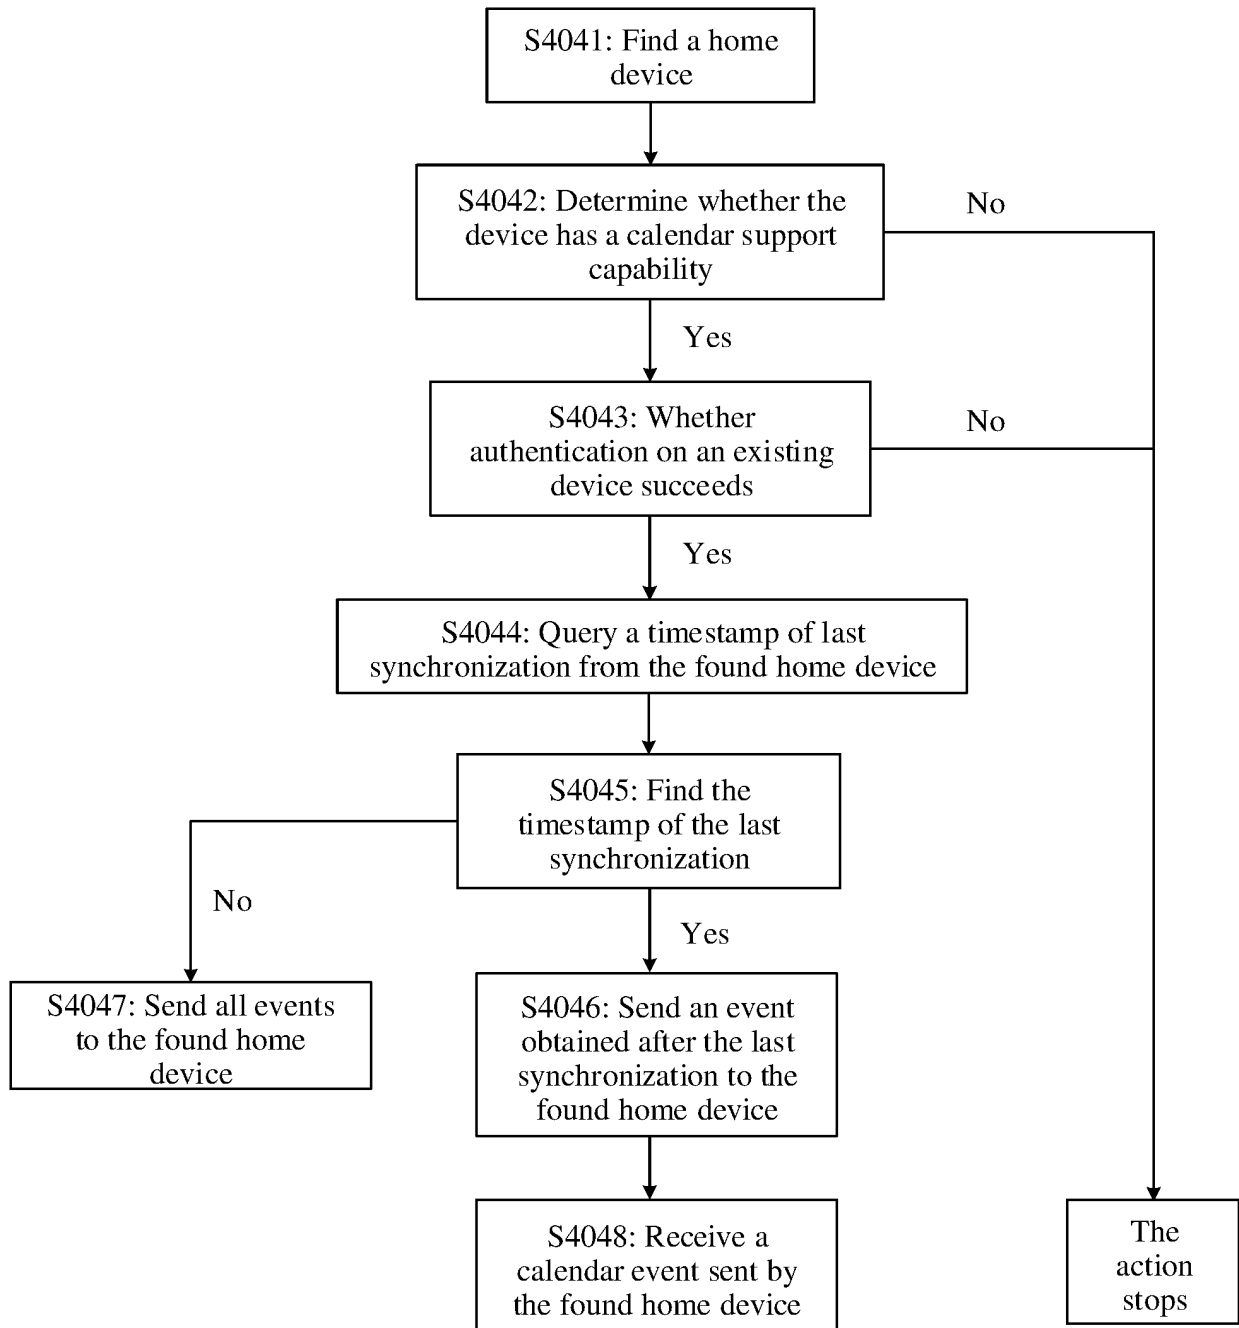 S4041: Find a home
device
S4042: Determine whether the
device has a calendar support
capability
No
Yes
S4043: Whether
authentication on an existing
device succeeds
No
Yes
S4044: Query a timestamp of last
synchronization from the found home device
S4045: Find the
timestamp of the last
synchronization
No
Yes
S4047: Send all events
to the found home
device
S4046: Send an event
obtained after the last
synchronization to the
found home device
S4048: Receive a
calendar event sent by
the found home device
The
action
stops